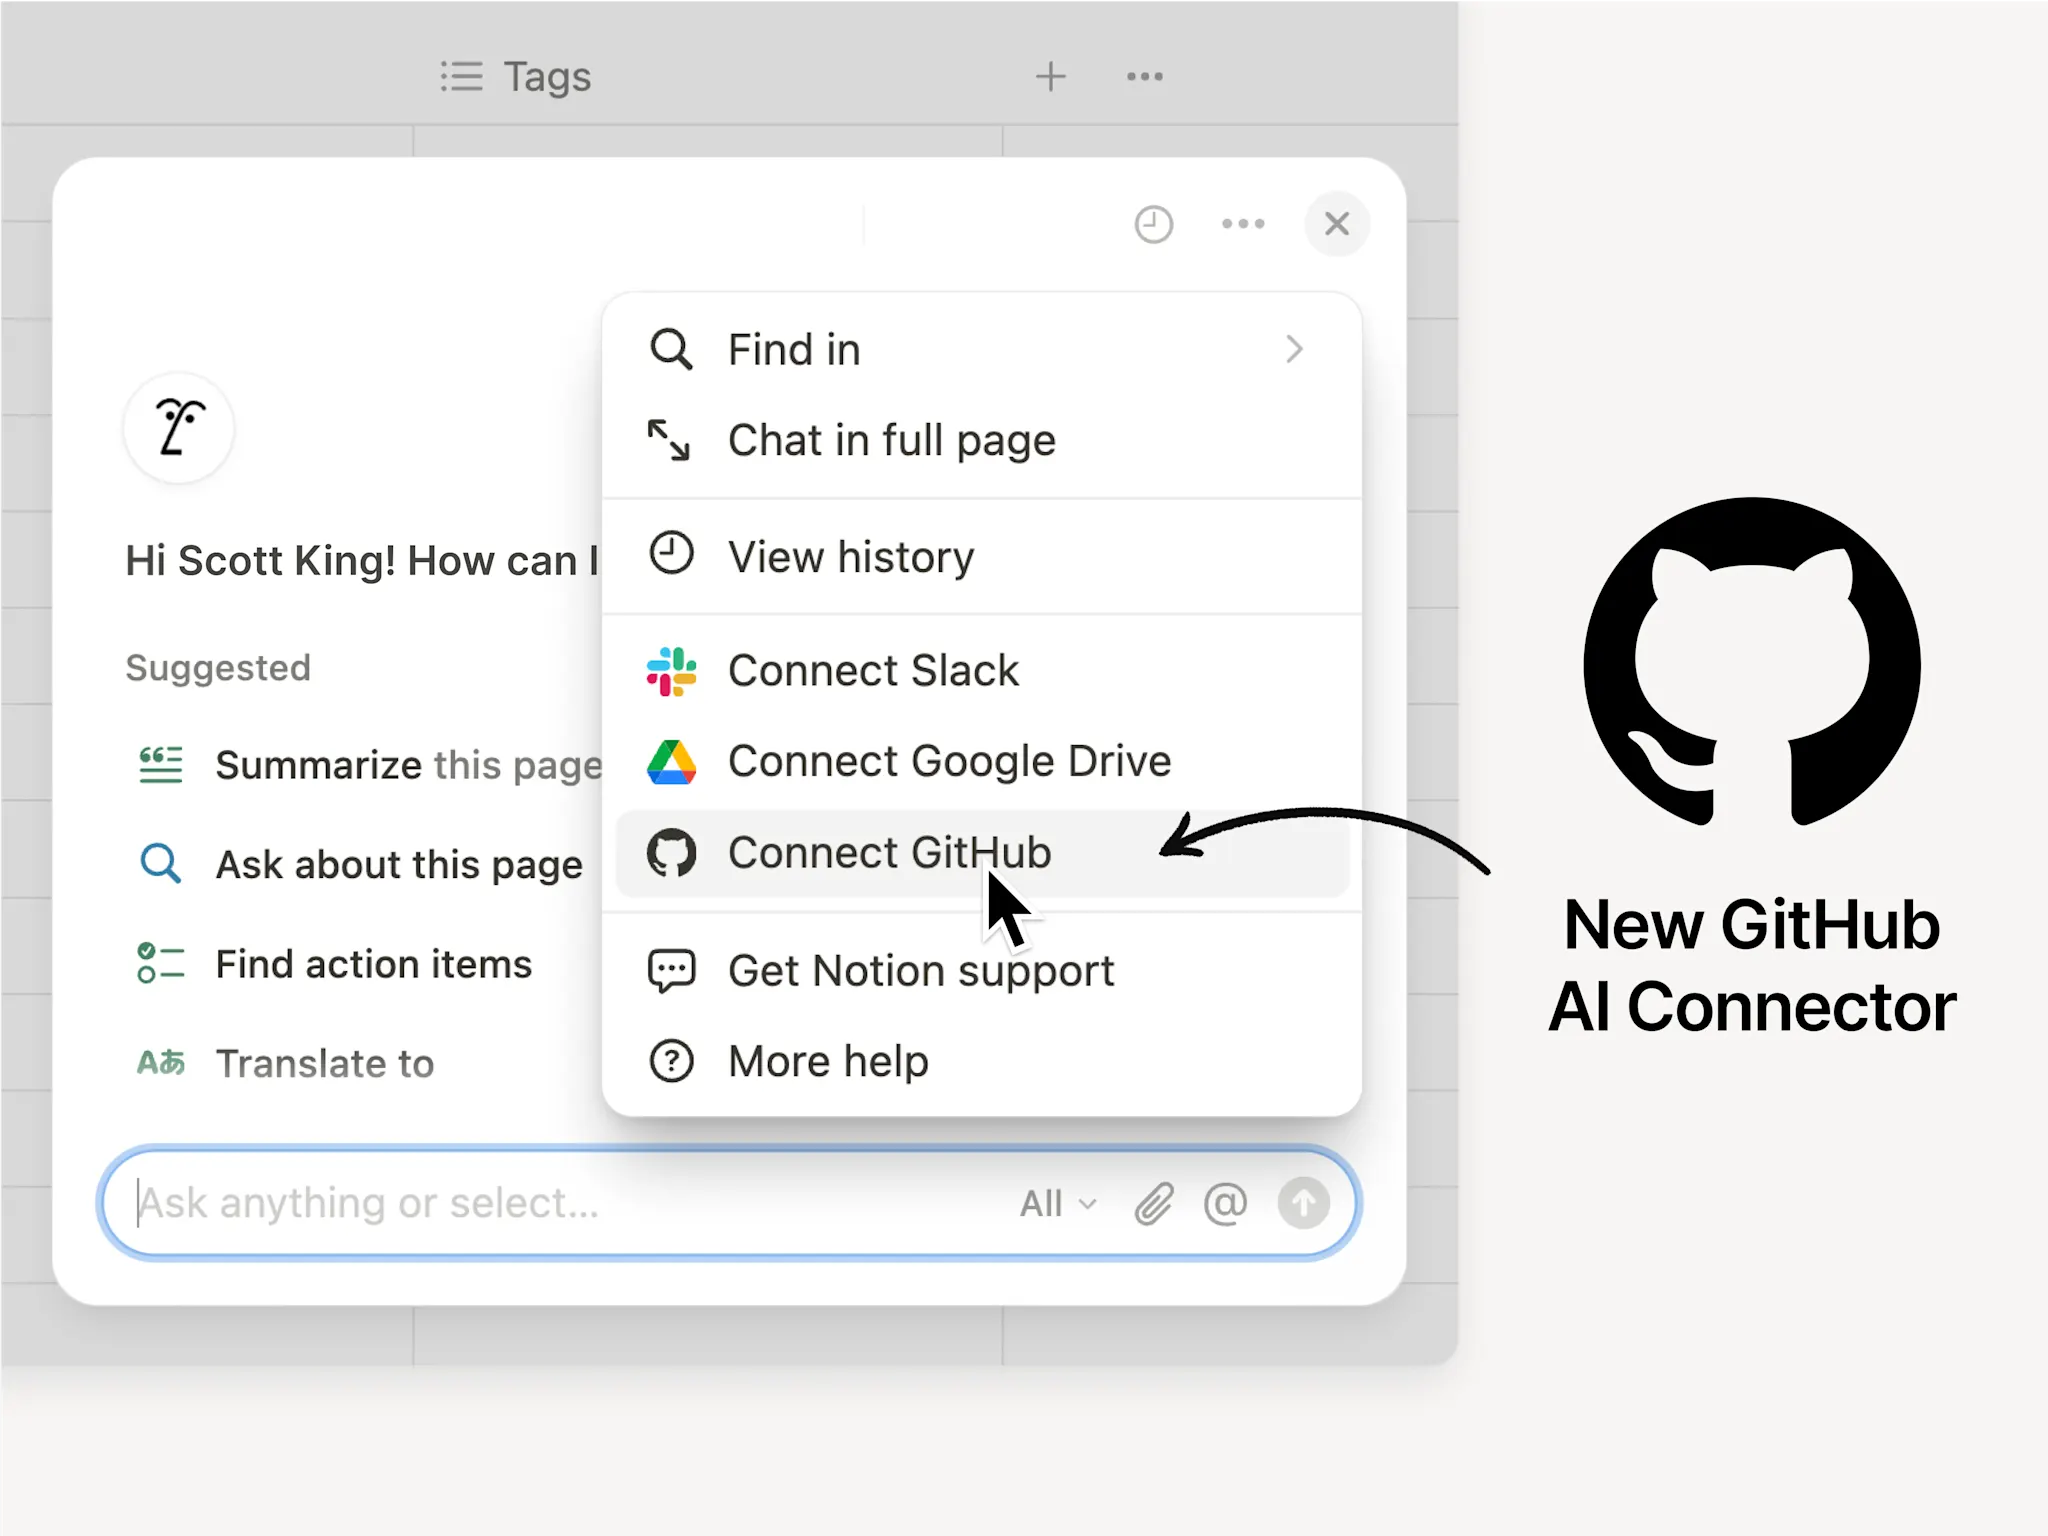 Tags
Hi Scott King! How can I
Suggested
Summarize this page
Ask about this page
Find action items
Aあ Translate to
Find in
Chat in full page
View history
Connect Slack
Connect Google Drive
Connect GitHub
Get Notion support
More help
Ask anything or select...
All
New GitHub
AI Connector